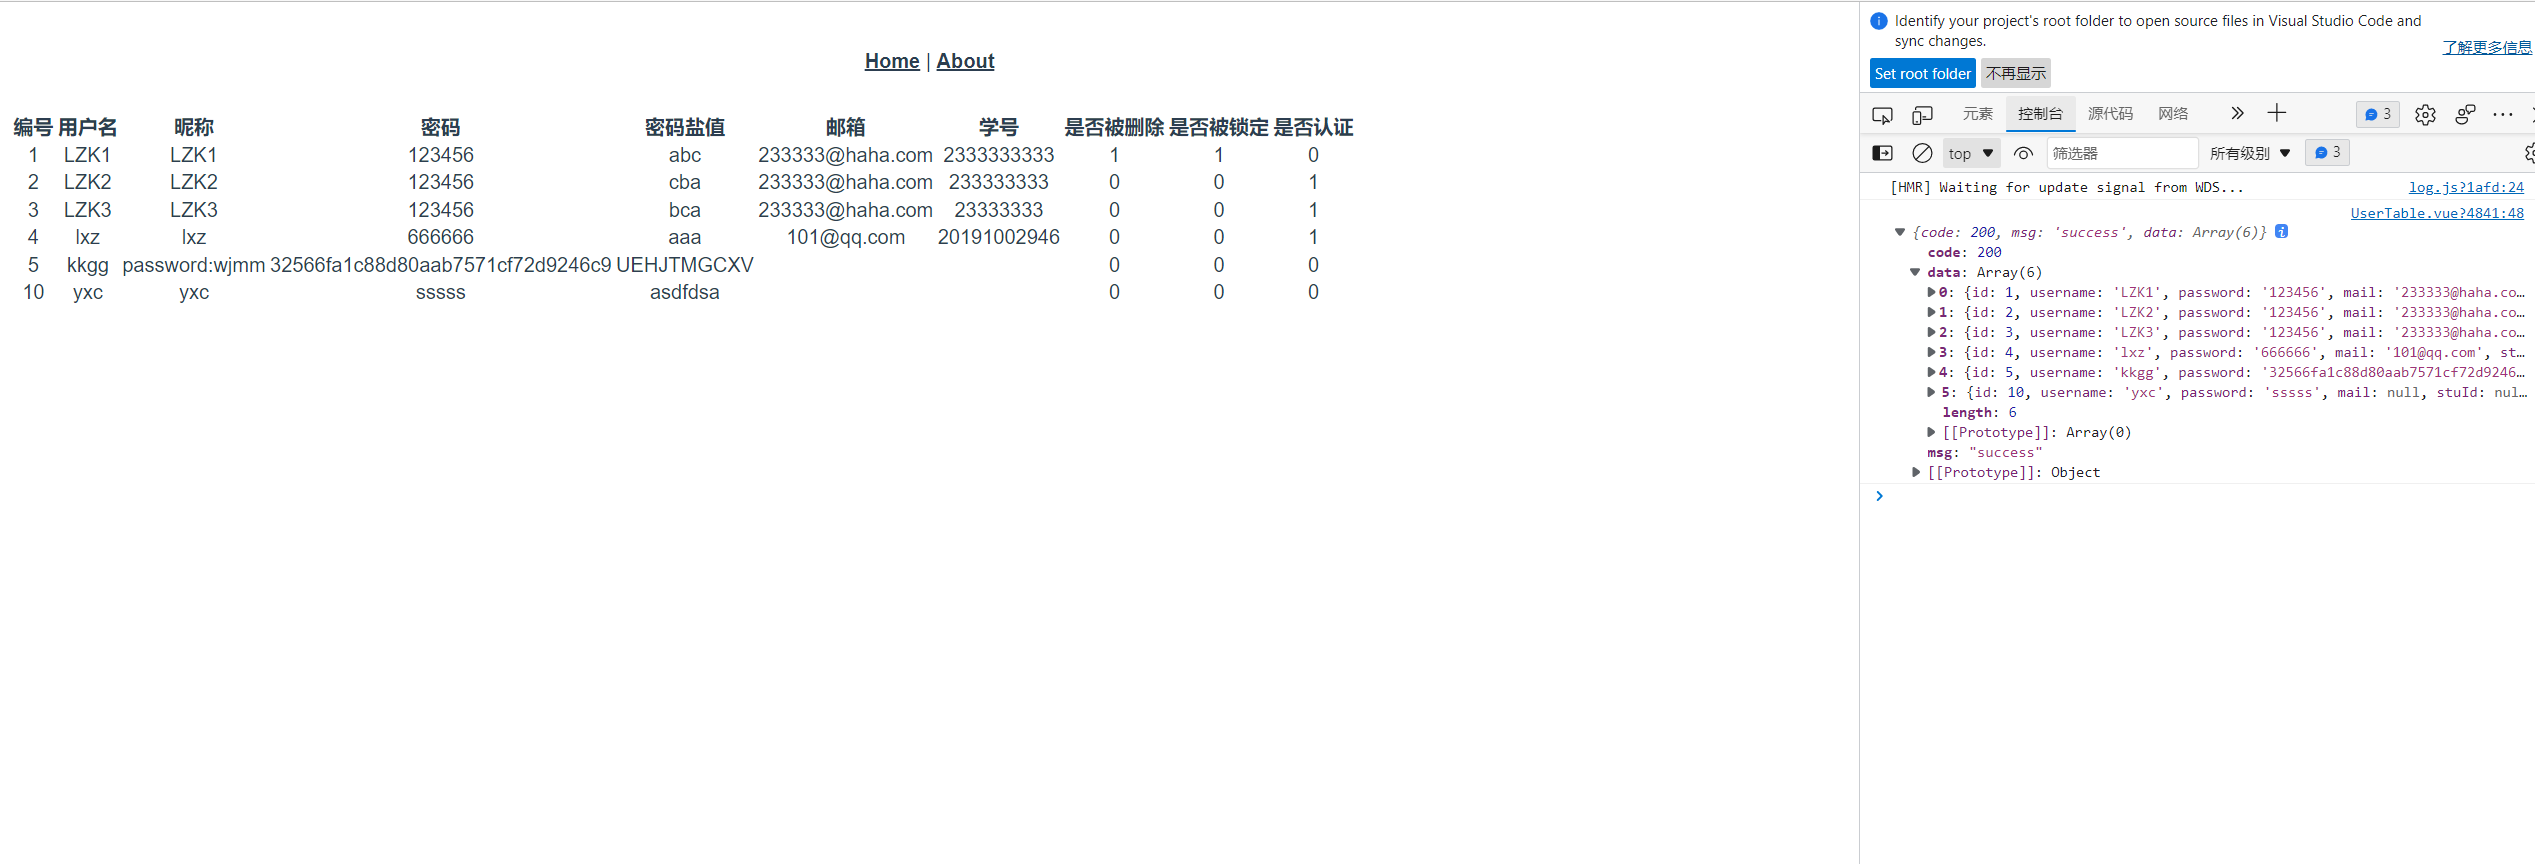 Home | About
编号 用户名 昵称 密码 密码盐值 邮箱 学号 是否被删除 是否被锁定 是否认证
1 LZK1 LZK1 123456 abc 233333@haha.com 2333333333 1 1 0
2 LZK2 LZK2 123456 cba 233333@haha.com 233333333 0 0 1
3 LZK3 LZK3 123456 bca 233333@haha.com 23333333 0 0 1
4 lxz lxz 666666 aaa 101@qq.com 20191002946 0 0 1
5 kkgg password:wjmm 32566fa1c88d80aab7571cf72d9246c9 UEHJTMGCXV 0 0 0
10 yxc yxc sssss asdfdsa 0 0 0
Identify your project's root folder to open source files in Visual Studio Code and
sync changes.
了解更多信息
Set root folder 不再显示
元素 控制台 源代码 网络 3
top 筛选器 所有级别 3
[HMR] Waiting for update signal from WDS... log.js?1afd:24
UserTable.vue?4841:48
{code: 200, msg: 'success', data: Array(6)}
code: 200
data: Array(6)
0: {id: 1, username: 'LZK1', password: '123456', mail: '233333@haha.co…
1: {id: 2, username: 'LZK2', password: '123456', mail: '233333@haha.co…
2: {id: 3, username: 'LZK3', password: '123456', mail: '233333@haha.co…
3: {id: 4, username: 'lxz', password: '666666', mail: '101@qq.com', st…
4: {id: 5, username: 'kkgg', password: '32566fa1c88d80aab7571cf72d9246…
5: {id: 10, username: 'yxc', password: 'sssss', mail: null, stuId: nul…
length: 6
[[Prototype]]: Array(0)
msg: "success"
[[Prototype]]: Object